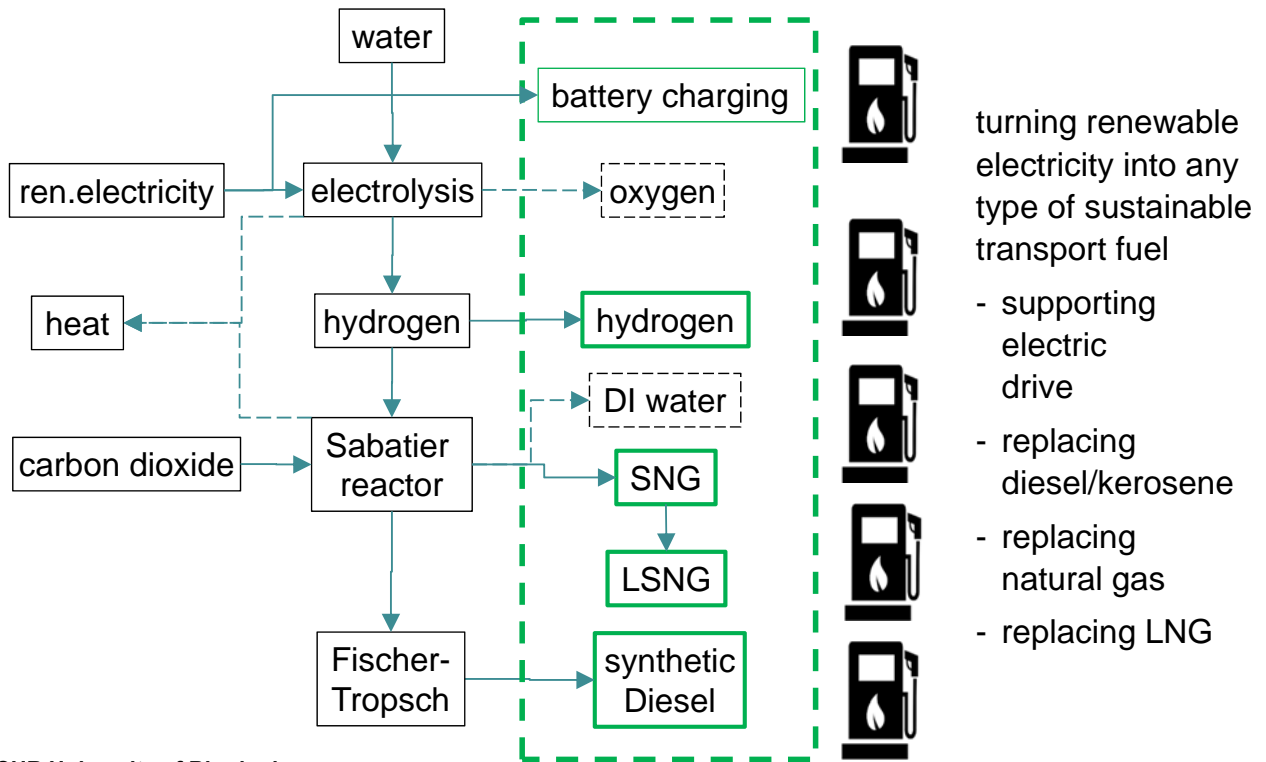 water
battery charging
ren.electricity
electrolysis
oxygen
heat
hydrogen
hydrogen
DI water
carbon dioxide
Sabatier
reactor
SNG
LSNG
Fischer-
Tropsch
synthetic
Diesel
turning renewable
electricity into any
type of sustainable
transport fuel
- supporting
electric
drive
- replacing
diesel/kerosene
- replacing
natural gas
- replacing LNG